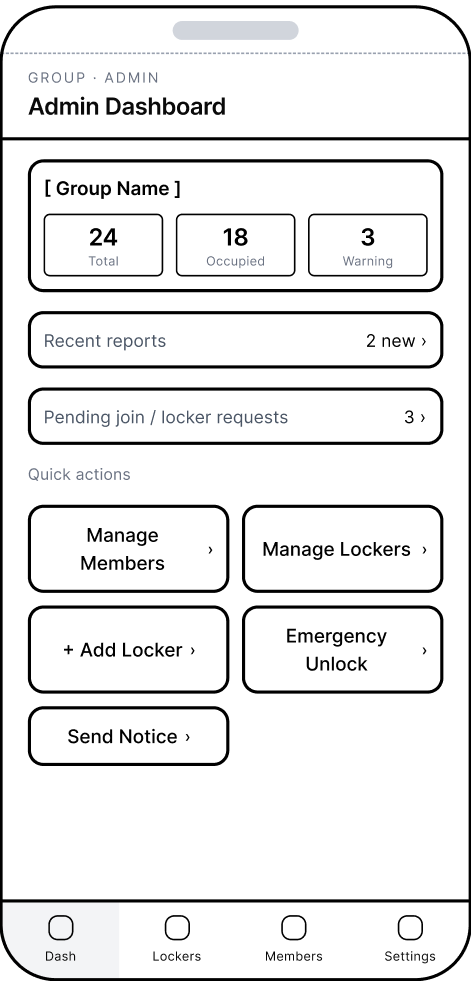 GROUP · ADMIN
Admin Dashboard
[ Group Name ]
24
Total
18
Occupied
3
Warning
Recent reports
2 new ›
Pending join / locker requests
3 ›
Quick actions
Manage
Members
›
Manage Lockers ›
+ Add Locker ›
Emergency
Unlock
›
Send Notice ›
Dash
Lockers
Members
Settings